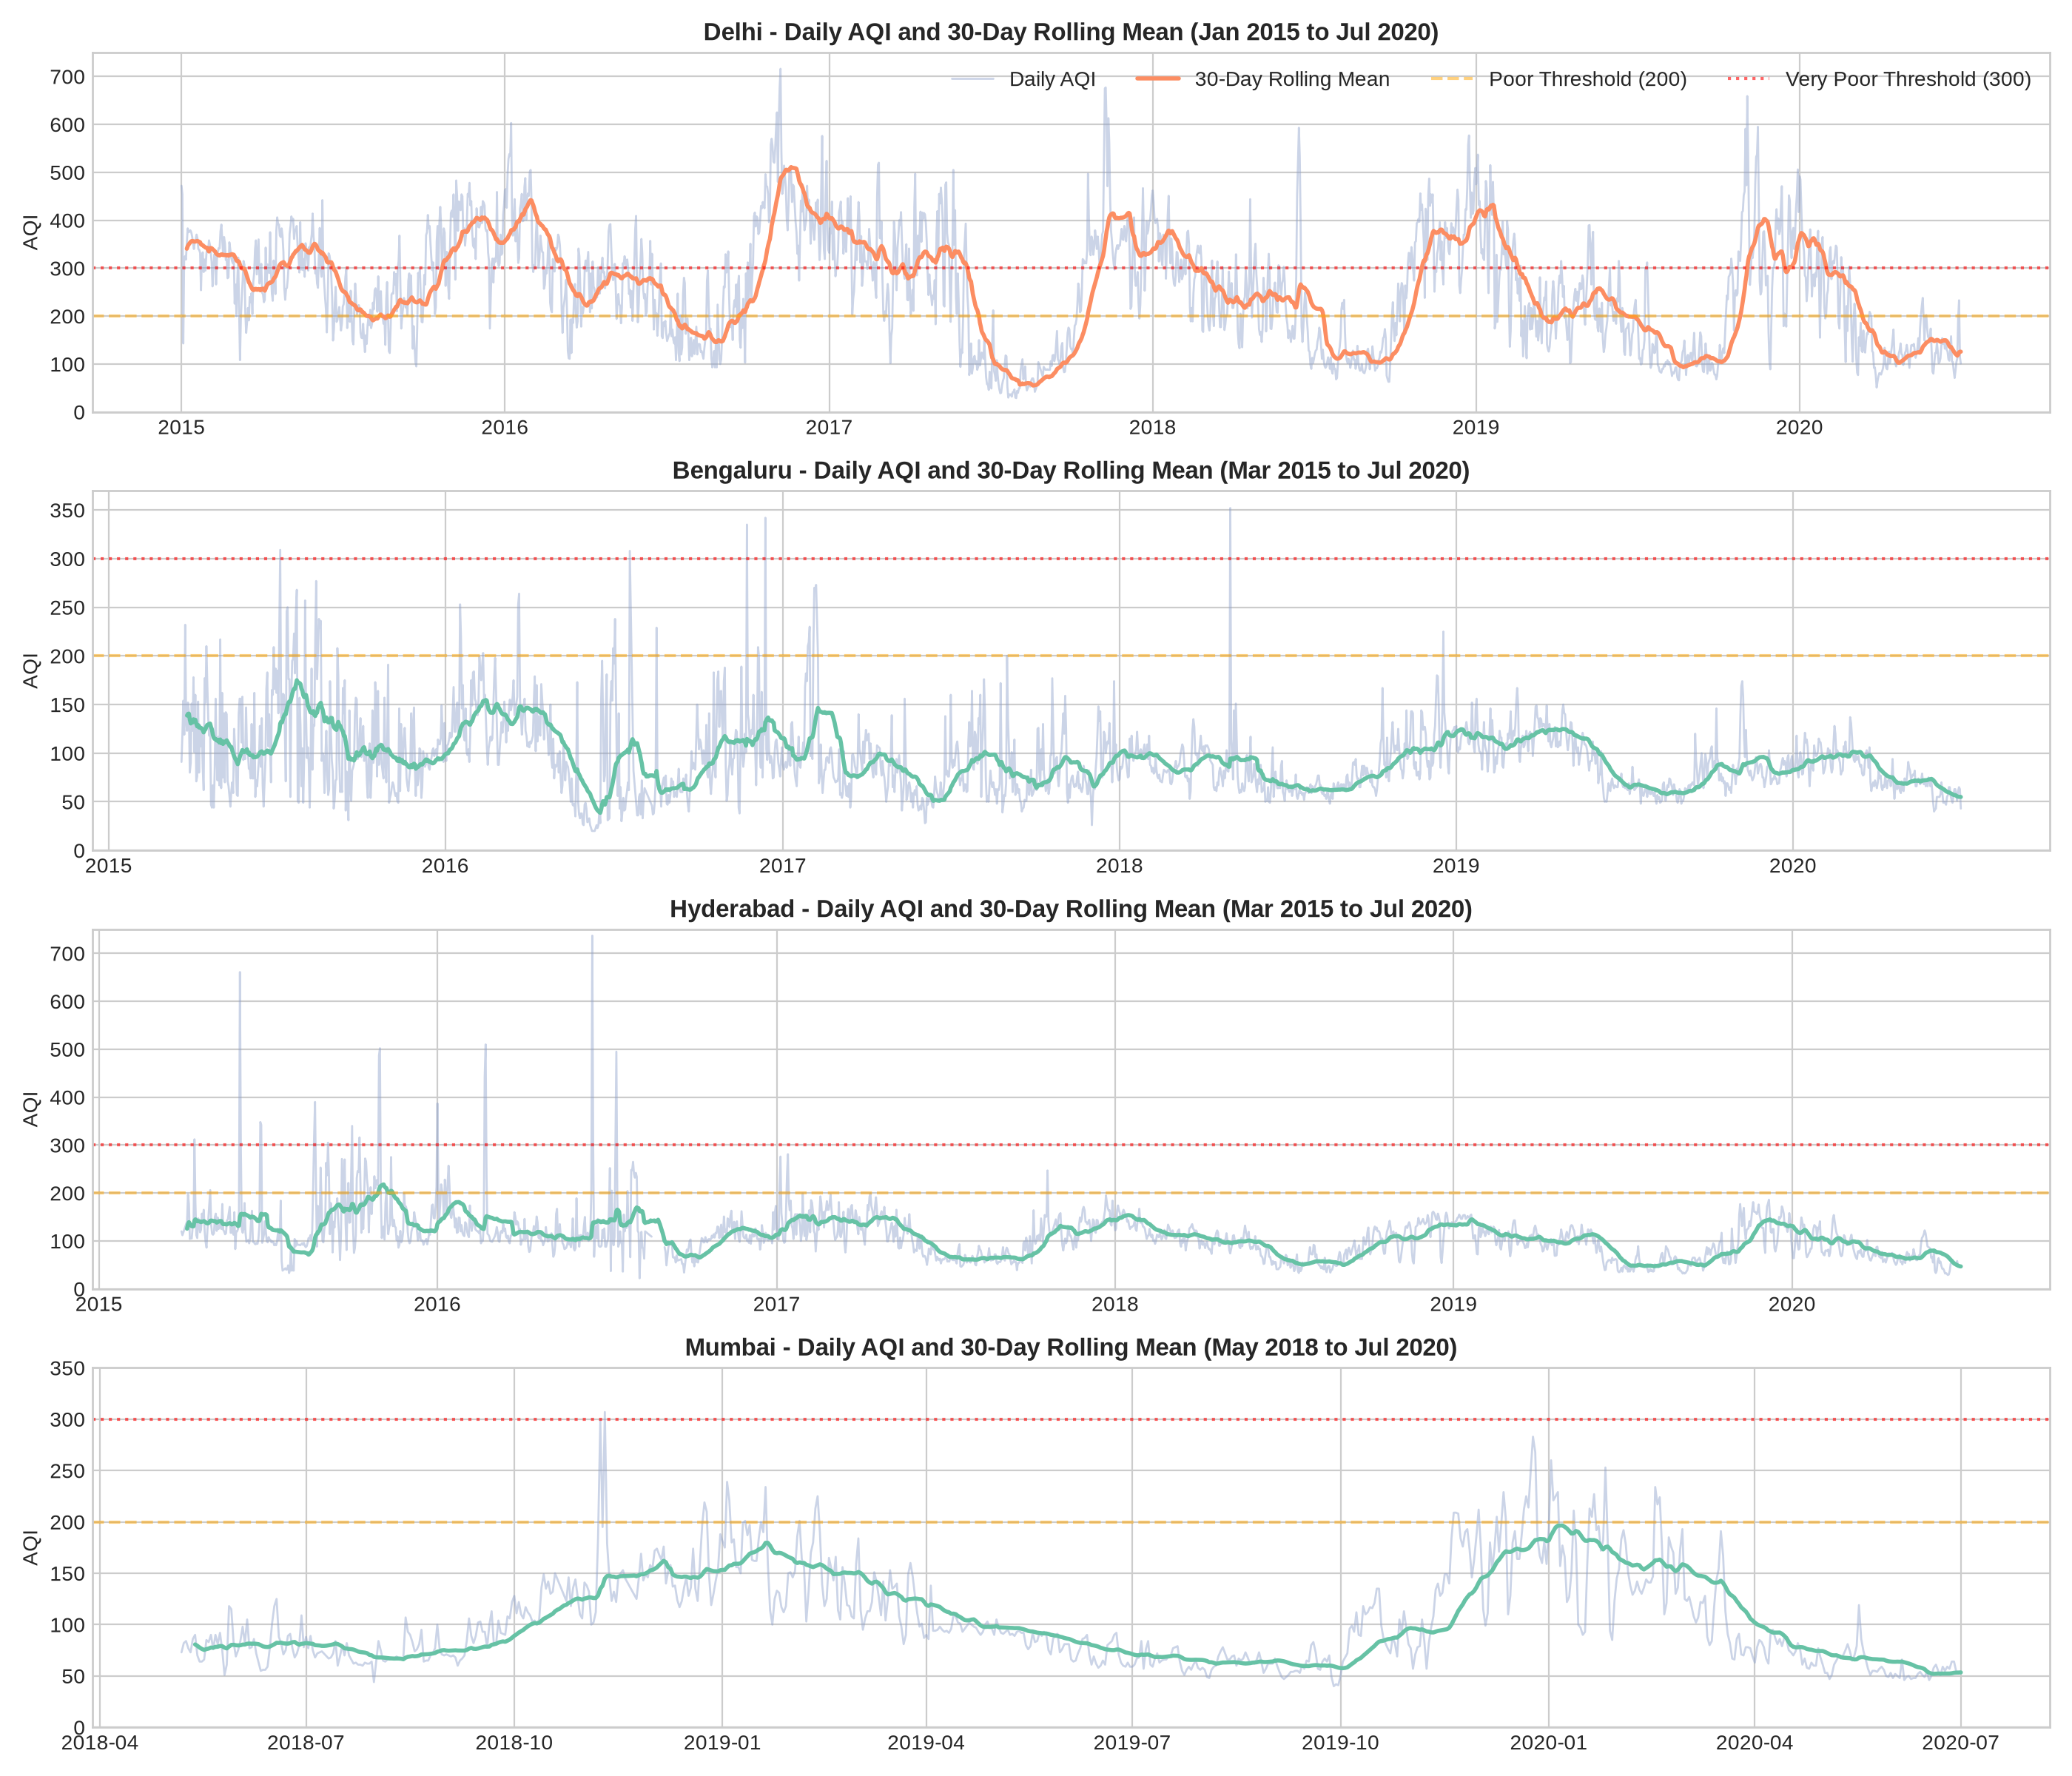 Delhi - Daily AQI and 30-Day Rolling Mean (Jan 2015 to Jul 2020)
Daily AQI 30-Day Rolling Mean Poor Threshold (200) Very Poor Threshold (300)
AQI
700
600
500
400
300
200
100
0
2015 2016 2017 2018 2019 2020
Bengaluru - Daily AQI and 30-Day Rolling Mean (Mar 2015 to Jul 2020)
AQI
350
300
250
200
150
100
50
0
2015 2016 2017 2018 2019 2020
Hyderabad - Daily AQI and 30-Day Rolling Mean (Mar 2015 to Jul 2020)
AQI
700
600
500
400
300
200
100
0
2015 2016 2017 2018 2019 2020
Mumbai - Daily AQI and 30-Day Rolling Mean (May 2018 to Jul 2020)
AQI
350
300
250
200
150
100
50
0
2018-04 2018-07 2018-10 2019-01 2019-04 2019-07 2019-10 2020-01 2020-04 2020-07